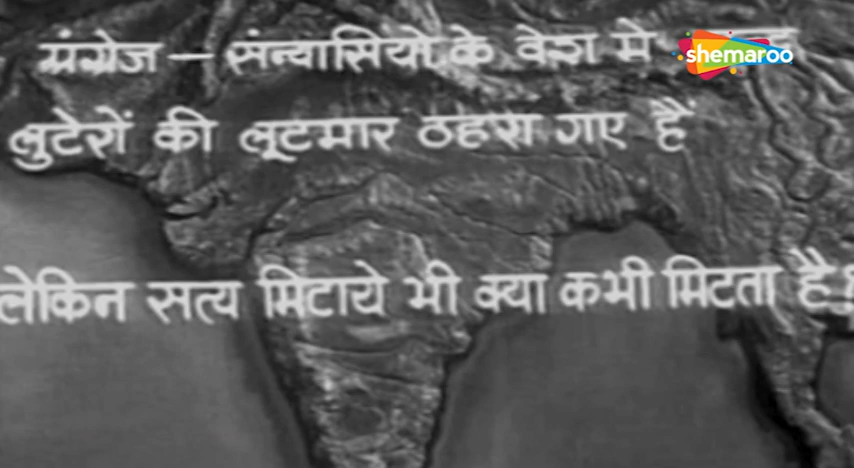 अंग्रेज – संन्यासियों के वेश में
shemaroo
लुटेरों की लूटमार ठहरा गए है
लेकिन सत्य मिटाये भी क्या कभी मिटता है!